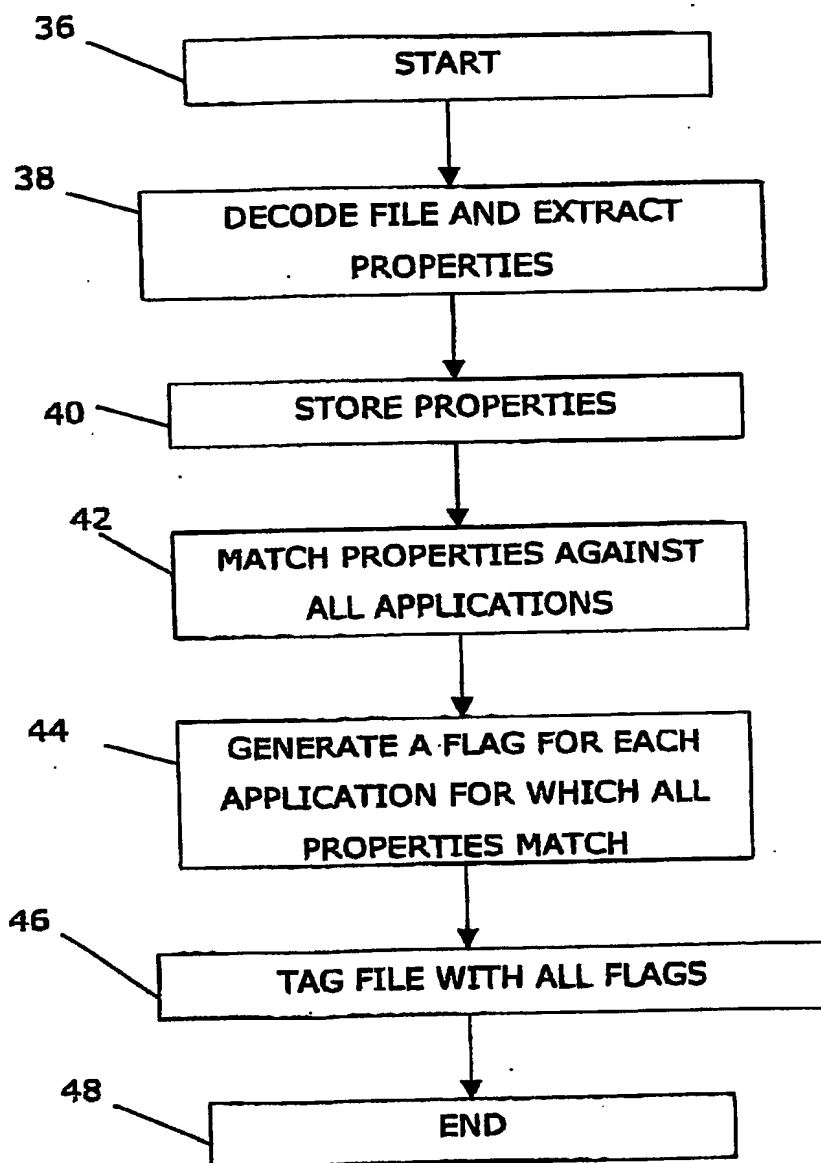 36
START
38
DECODE FILE AND EXTRACT
PROPERTIES
40
STORE PROPERTIES
42
MATCH PROPERTIES AGAINST
ALL APPLICATIONS
44
GENERATE A FLAG FOR EACH
APPLICATION FOR WHICH ALL
PROPERTIES MATCH
46
TAG FILE WITH ALL FLAGS
48
END